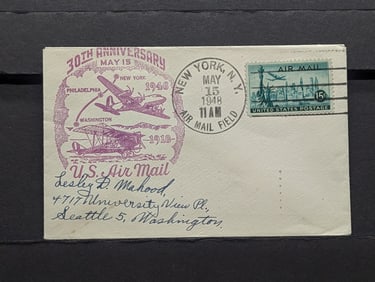 30TH ANNIVERSARY
MAY 15
NEW YORK
1948
PHILADELPHIA
WASHINGTON
1918
U.S. Air Mail
NEW YORK, N.Y.
MAY
15
1948
11 AM
AIR MAIL FIELD
AIR MAIL
15¢
UNITED STATES POSTAGE
Lesley D. Mahood,
4717 University View Pl,
Seattle 5, Washington.